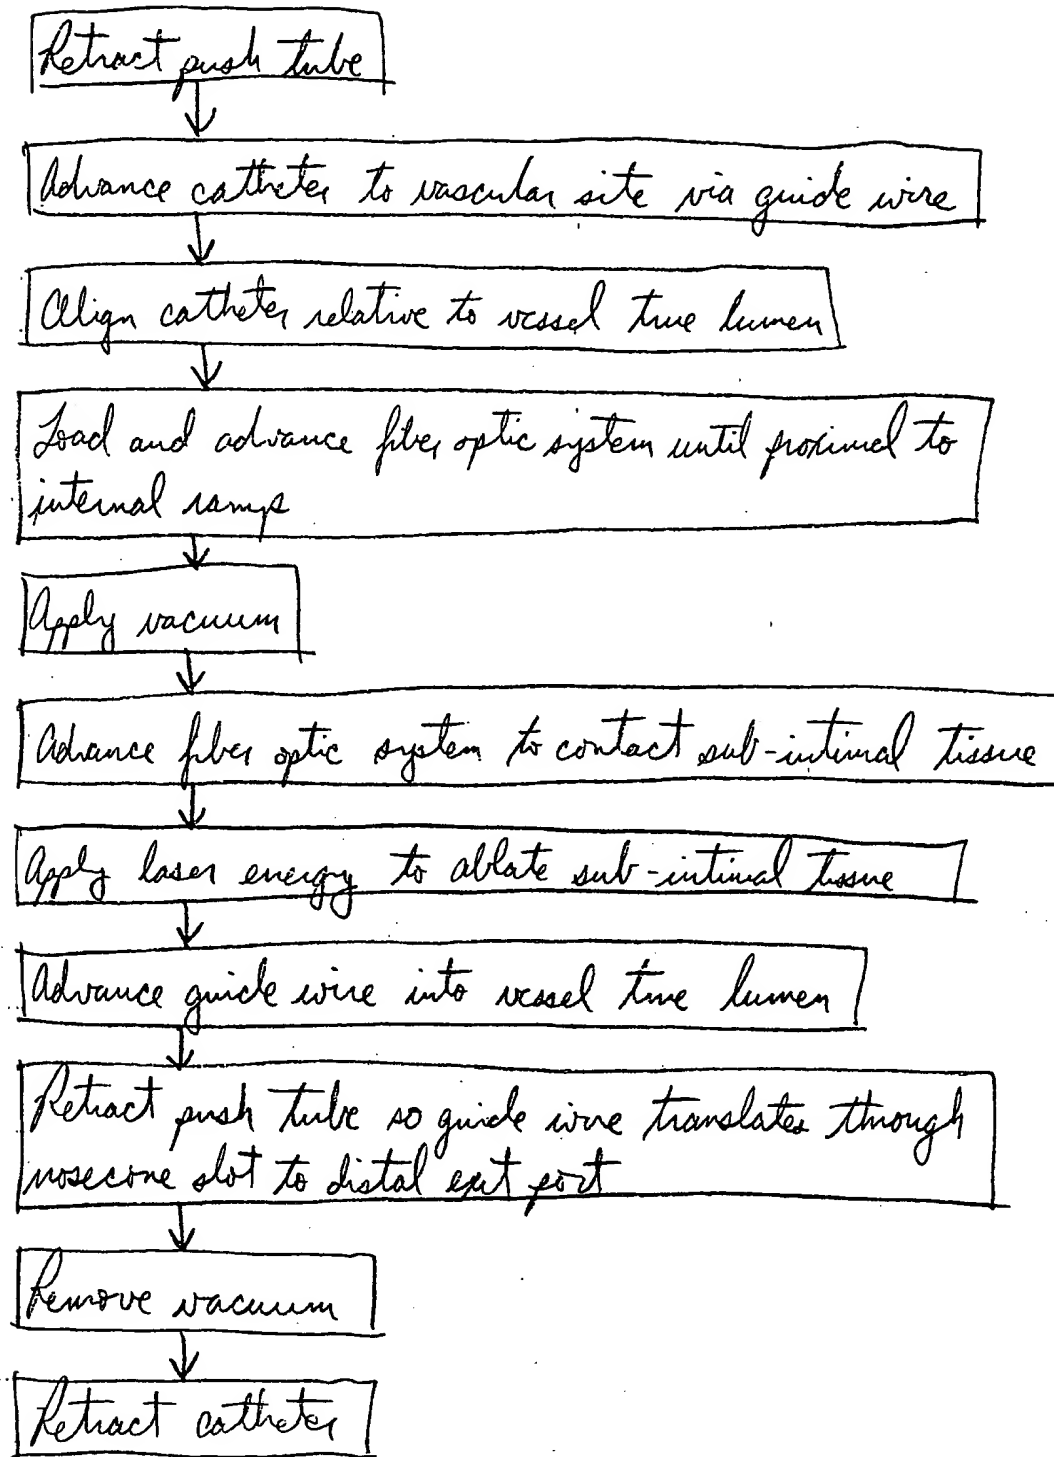 Retract push tube
Advance catheter to vascular site via guide wire
Align catheter relative to vessel true lumen
Load and advance fiber optic system until proximal to
internal ramp
Apply vacuum
Advance fiber optic system to contact sub-intimal tissue
Apply laser energy to ablate sub-intimal tissue
Advance guide wire into vessel true lumen
Retract push tube so guide wire translates through
nosecone slot to distal exit port
Remove vacuum
Retract catheter